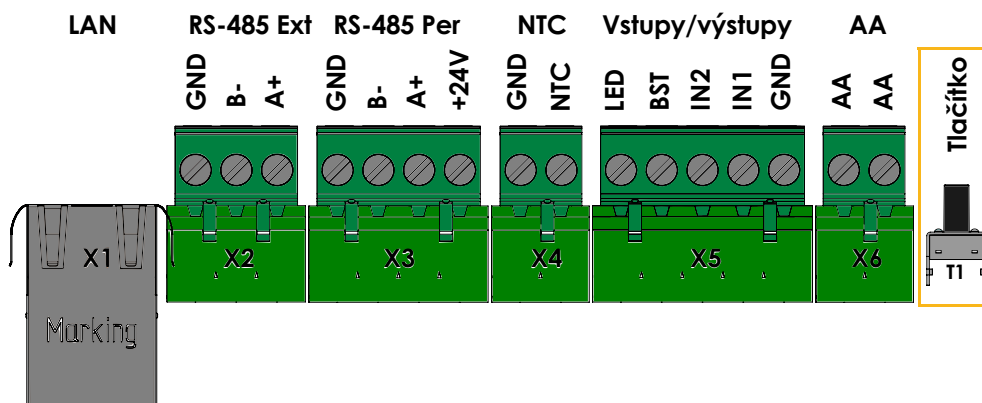 LAN
RS-485 Ext
RS-485 Per
NTC
Vstupy/výstupy
AA
GND
B-
A+
GND
B-
A+
+24V
GND
NTC
LED
BST
IN2
IN1
GND
AA
AA
Tlačítko
X1
X2
X3
X4
X5
X6
T1
Marking